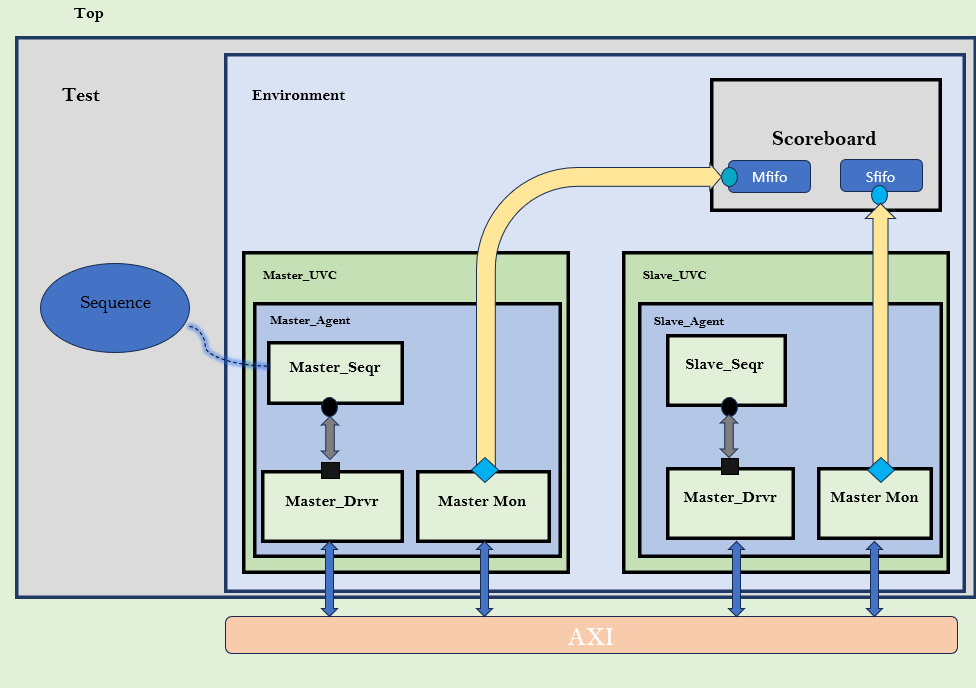 Top
Test
Environment
Scoreboard
Mfifo
Sfifo
Sequence
Master_UVC
Master_Agent
Master_Seqr
Master_Drvr
Master Mon
Slave_UVC
Slave_Agent
Slave_Seqr
Master_Drvr
Master Mon
AXI